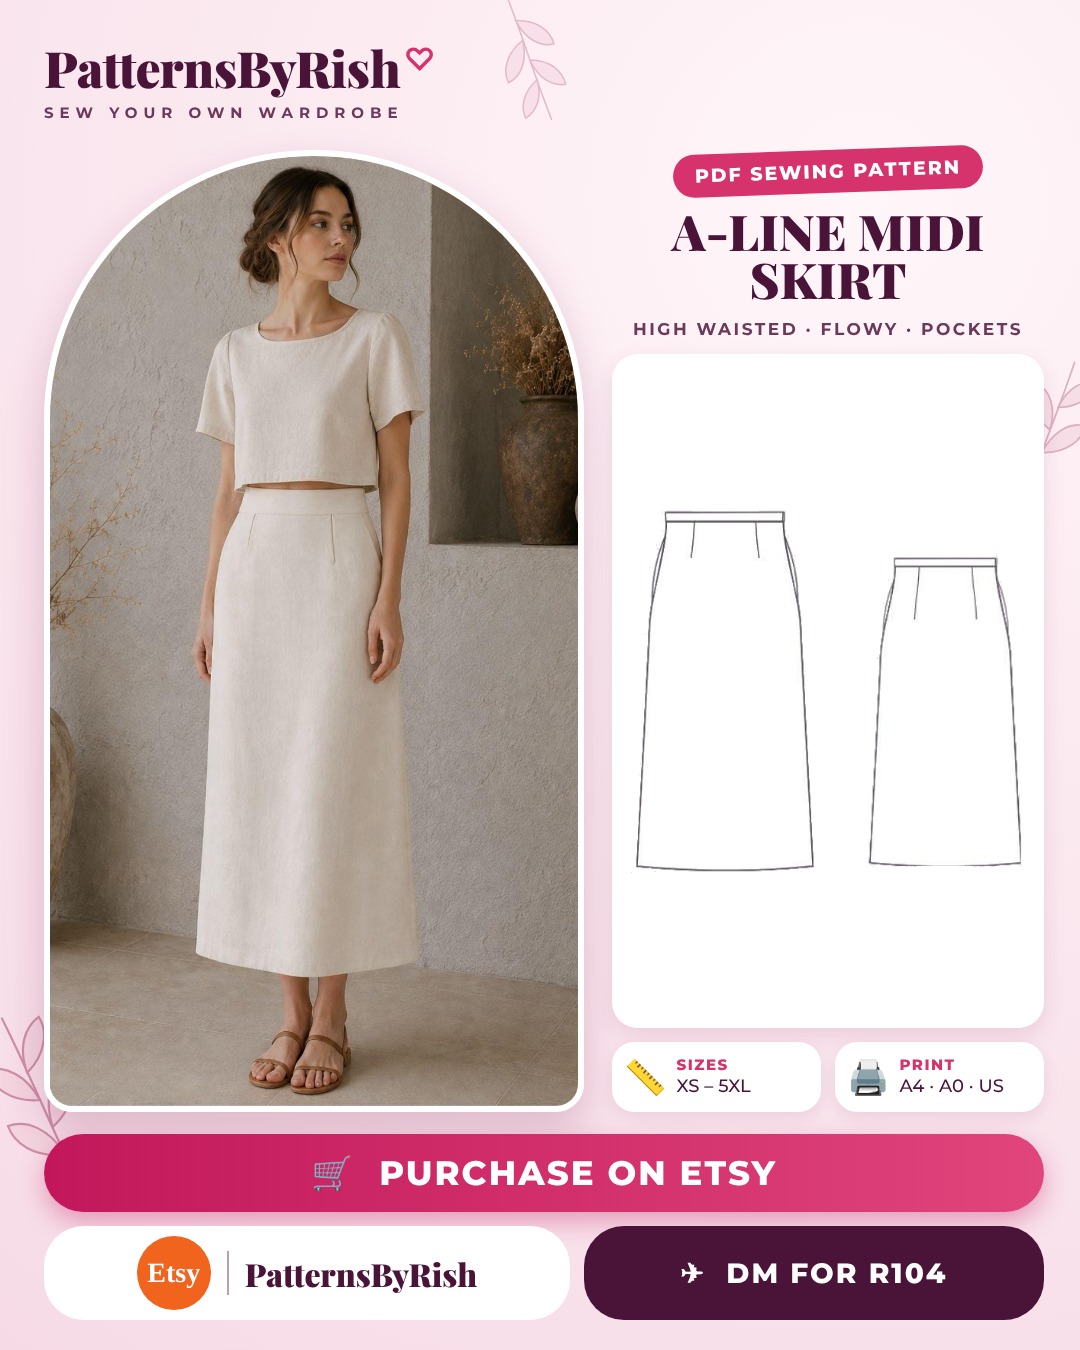 PatternsByRish
SEW YOUR OWN WARDROBE
PDF SEWING PATTERN
A-LINE MIDI
SKIRT
HIGH WAISTED · FLOWY · POCKETS
SIZES
XS – 5XL
PRINT
A4 · A0 · US
PURCHASE ON ETSY
Etsy
PatternsByRish
DM FOR R104